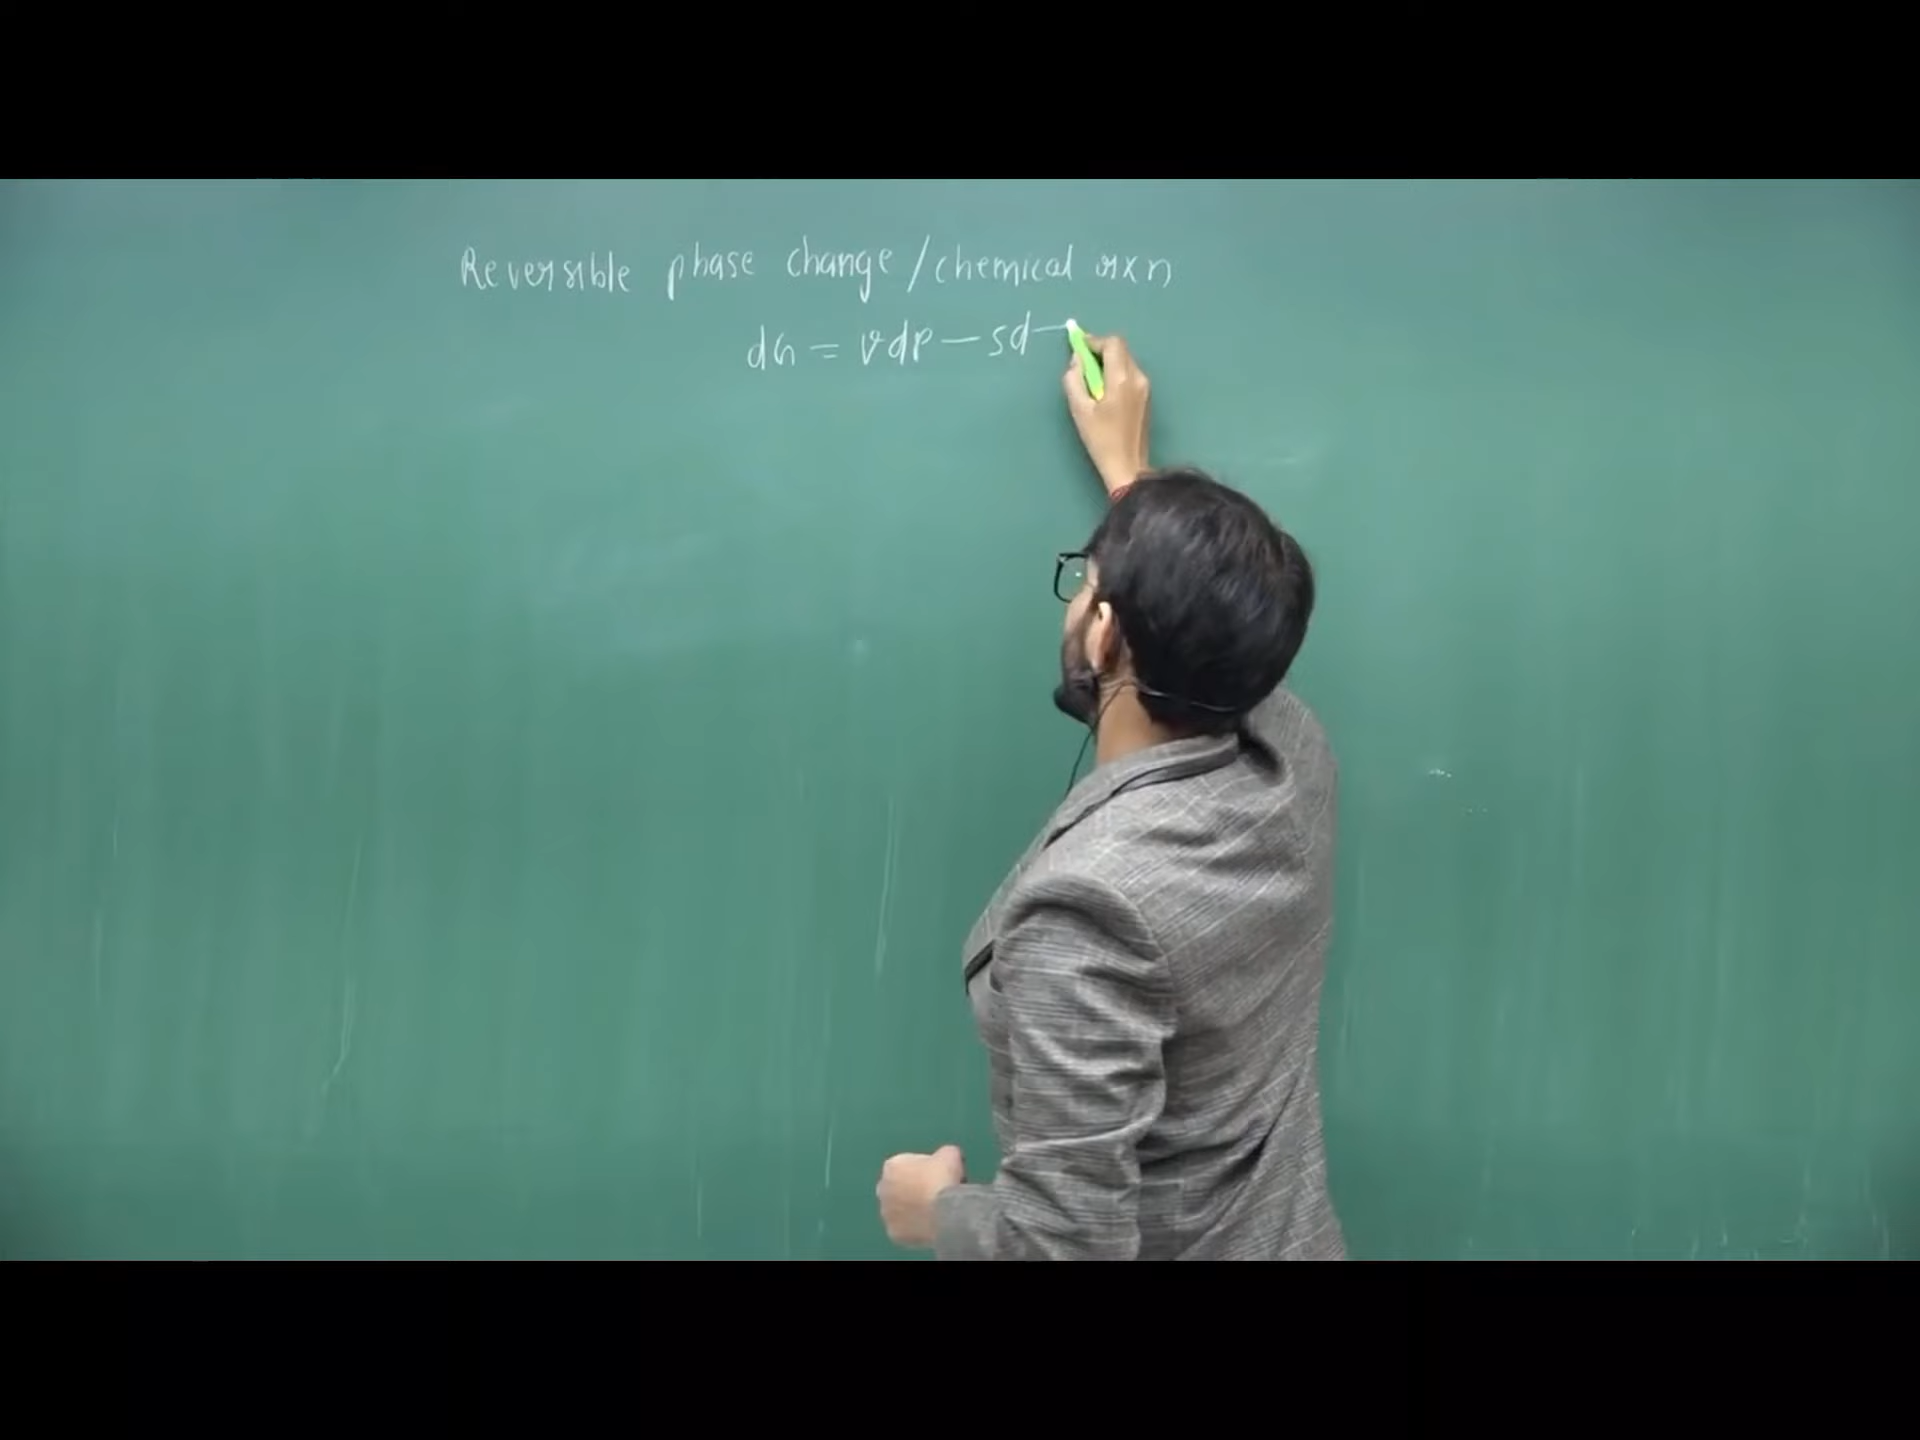 Reversible phase change / chemical rxn
dG = vdp - sd